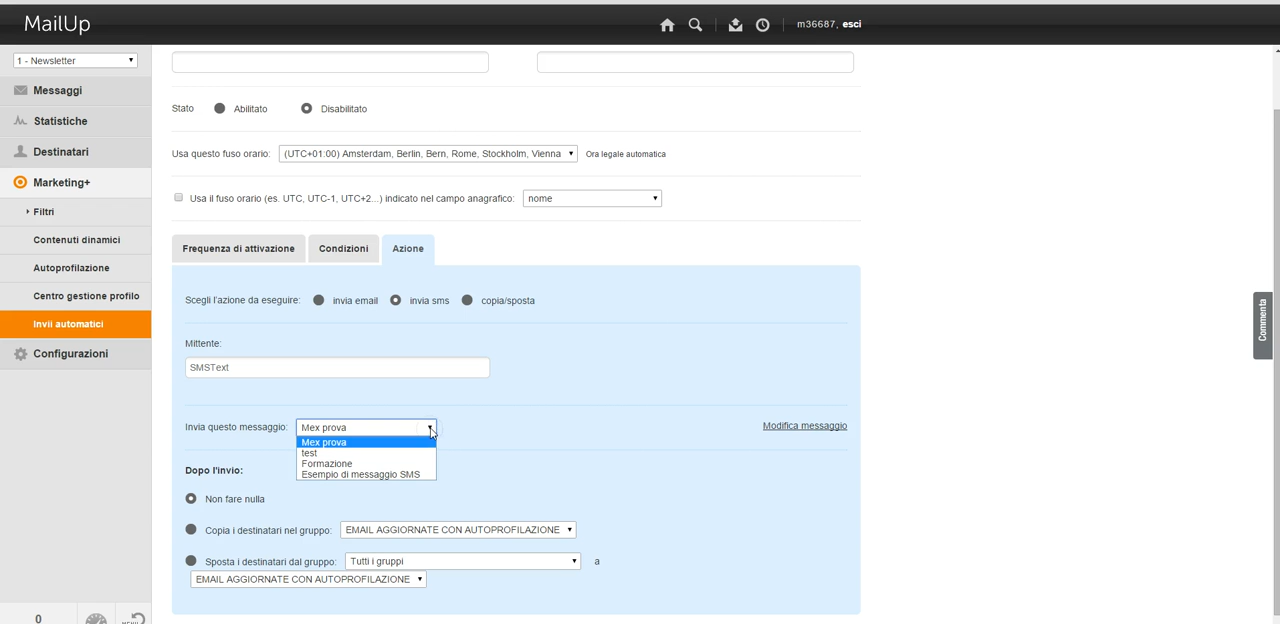 MailUp
m36687, esci
1 - Newsletter
Messaggi
Statistiche
Destinatari
Marketing+
Filtri
Contenuti dinamici
Autoprofilazione
Centro gestione profilo
Invii automatici
Configurazioni
0
MENU
Stato Abilitato Disabilitato
Usa questo fuso orario: (UTC+01:00) Amsterdam, Berlin, Bern, Rome, Stockholm, Vienna Ora legale automatica
Usa il fuso orario (es. UTC, UTC-1, UTC+2...) indicato nel campo anagrafico: nome
Frequenza di attivazione Condizioni Azione
Scegli l'azione da eseguire: invia email invia sms copia/sposta
Mittente:
SMSText
Invia questo messaggio: Mex prova Modifica messaggio
Mex prova
test
Formazione
Esempio di messaggio SMS
Dopo l'invio:
Non fare nulla
Copia i destinatari nel gruppo: EMAIL AGGIORNATE CON AUTOPROFILAZIONE
Sposta i destinatari dal gruppo: Tutti i gruppi a
EMAIL AGGIORNATE CON AUTOPROFILAZIONE
Commenta